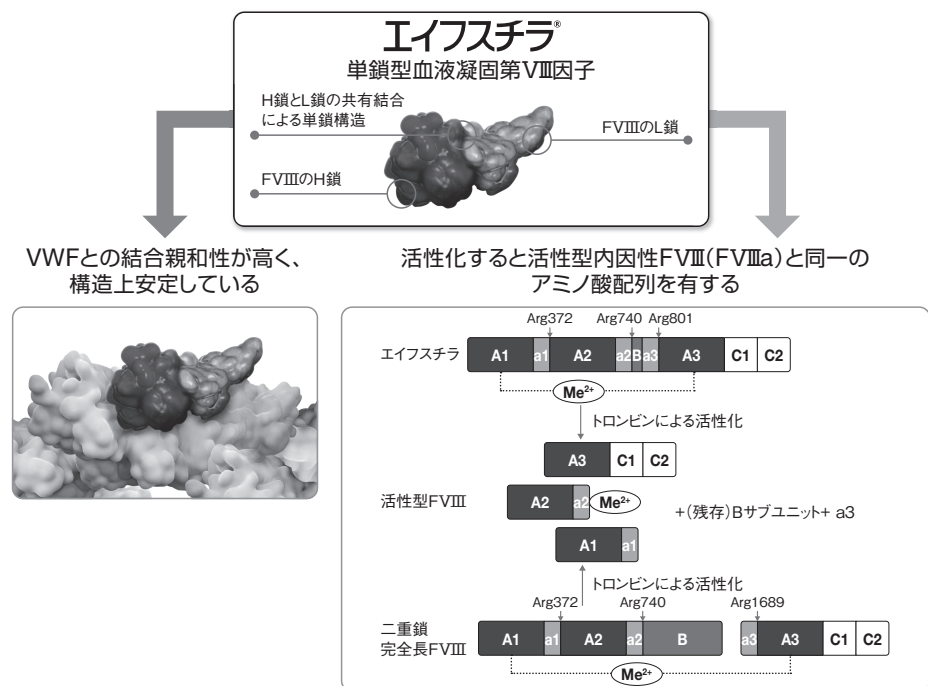 エイフスチラ®
単鎖型血液凝固第Ⅷ因子
H鎖とL鎖の共有結合
による単鎖構造
FⅧのL鎖
FⅧのH鎖
VWFとの結合親和性が高く、
構造上安定している
活性化すると活性型内因性FⅧ(FⅧa)と同一の
アミノ酸配列を有する
Arg372 Arg740 Arg801
エイフスチラ A1 a1 A2 a2 B a3 A3 C1 C2
Me²⁺
トロンビンによる活性化
A3 C1 C2
活性型FⅧ A2 a2 Me²⁺
+(残存)Bサブユニット+ a3
A1 a1
トロンビンによる活性化
Arg372 Arg740 Arg1689
二重鎖
完全長FⅧ A1 a1 A2 a2 B a3 A3 C1 C2
Me²⁺